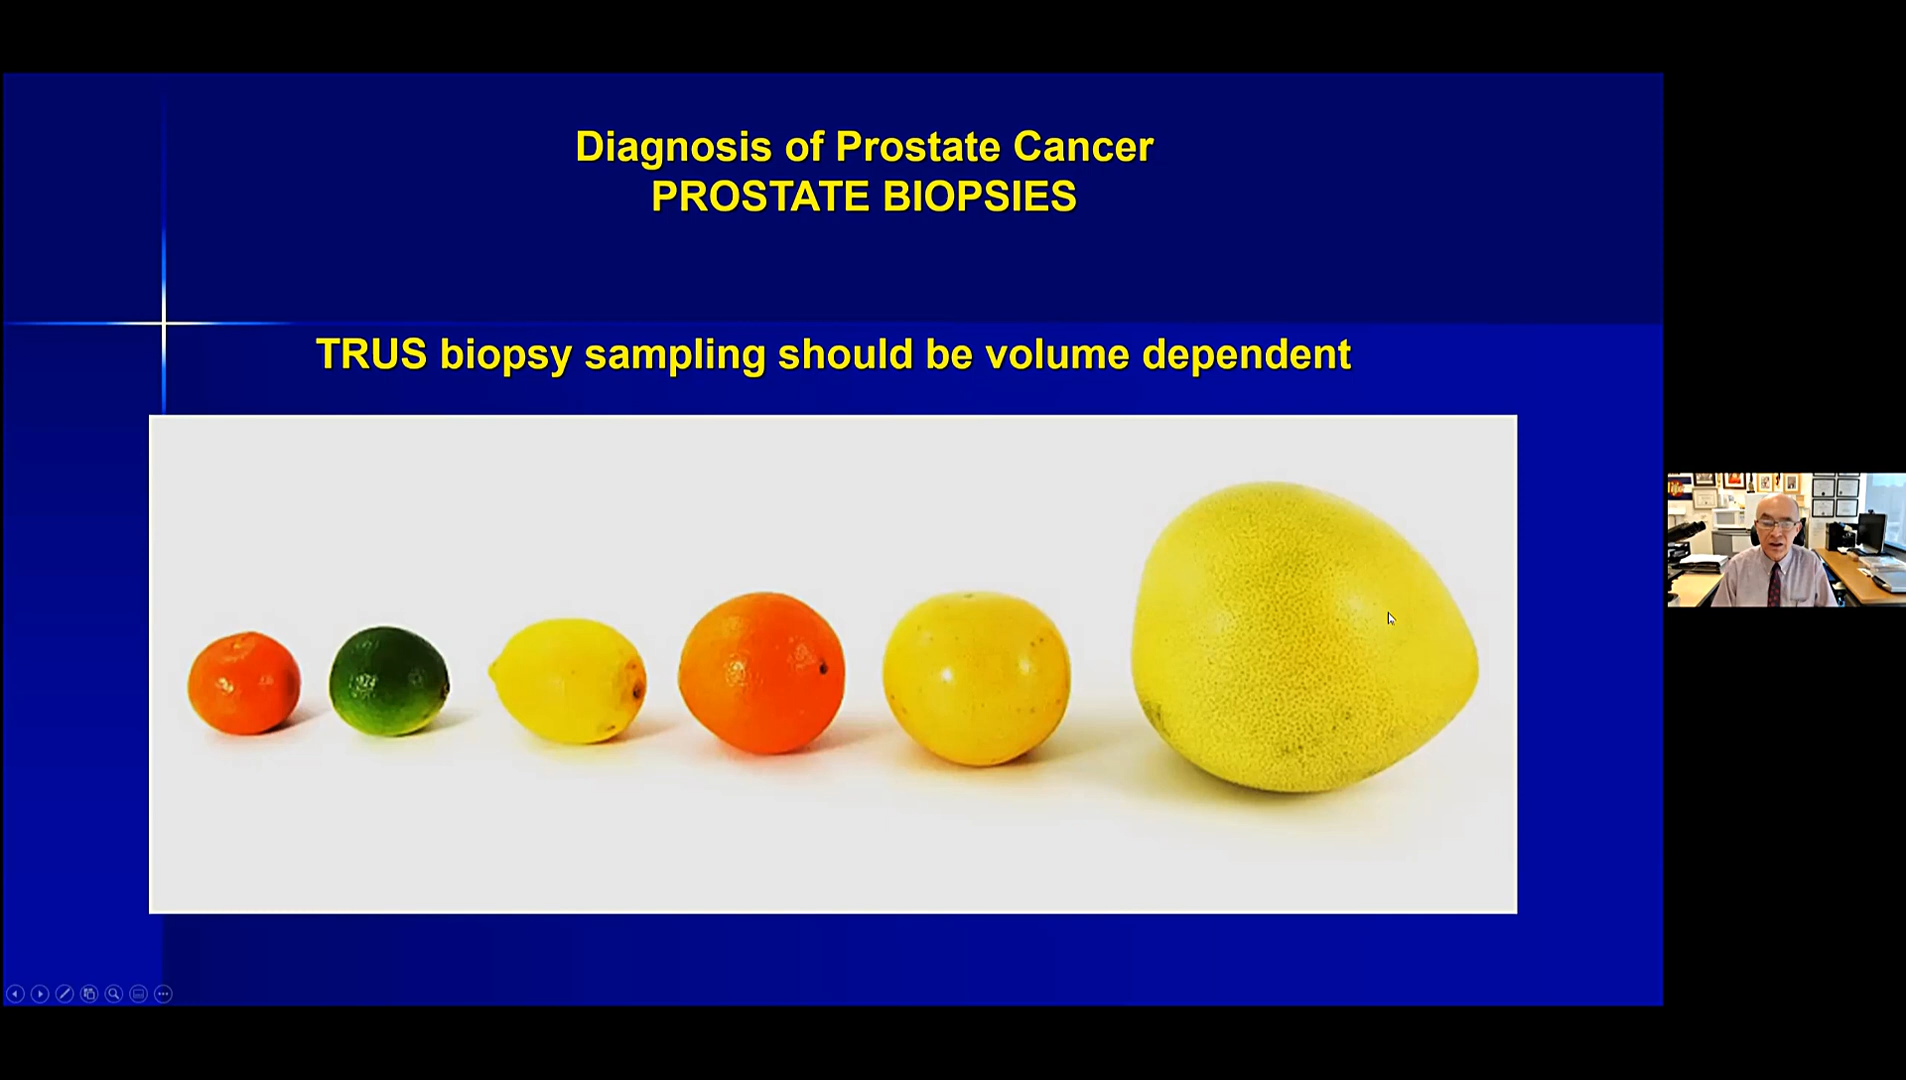 Diagnosis of Prostate Cancer
PROSTATE BIOPSIES
TRUS biopsy sampling should be volume dependent